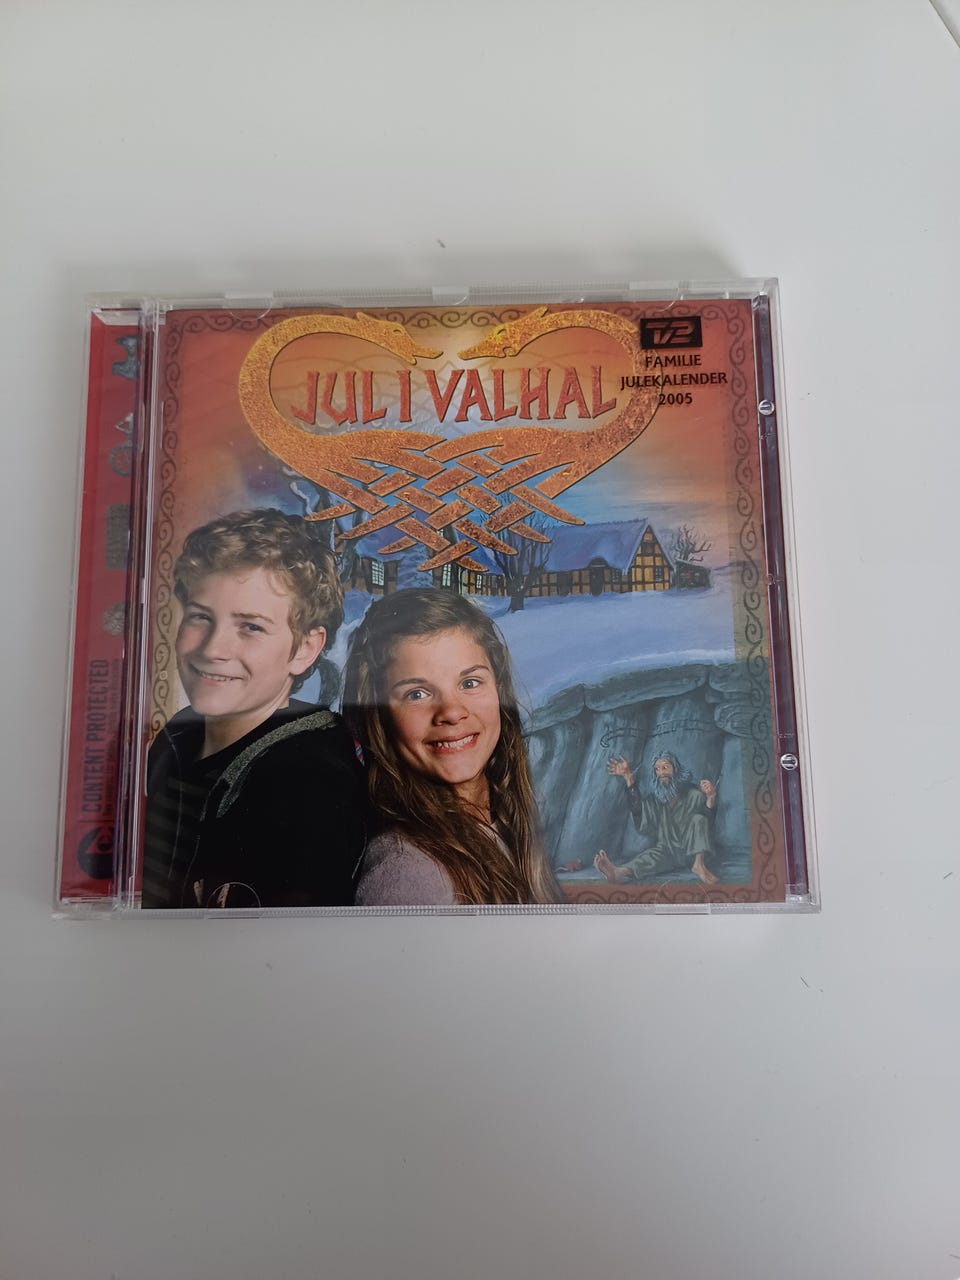 JUL I VALHAL
TV2
FAMILIE
JULEKALENDER
2005
CONTENT PROTECTED